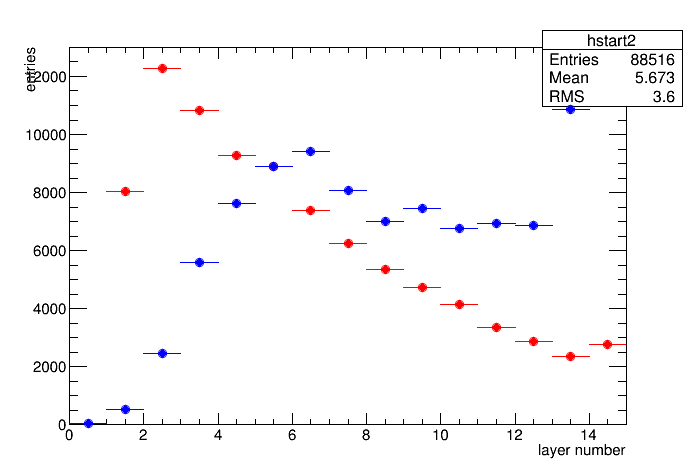 hstart2
Entries 88516
Mean 5.673
RMS 3.6
entries
12000
10000
8000
6000
4000
2000
0
0 2 4 6 8 10 12 14
layer number